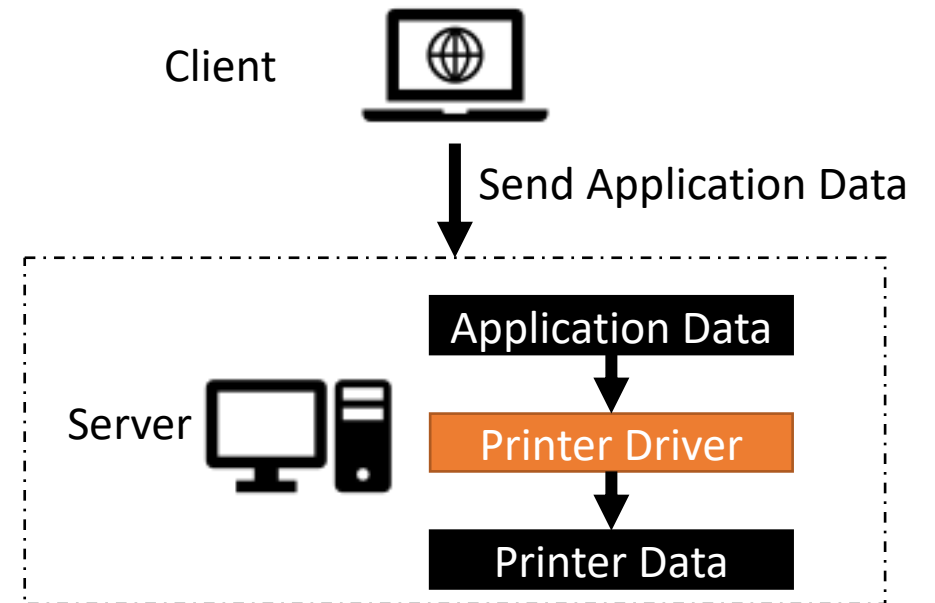 Client
Send Application Data
Application Data
Server
Printer Driver
Printer Data